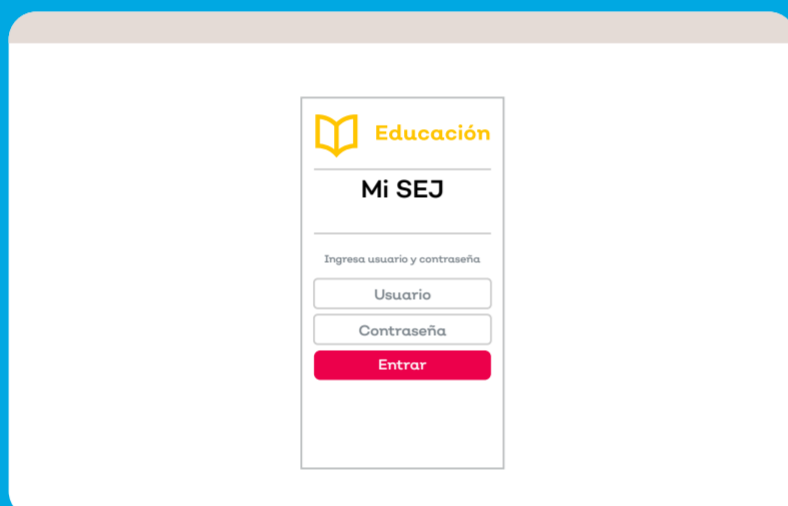 Educación
Mi SEJ
Ingresa usuario y contraseña
Usuario
Contraseña
Entrar